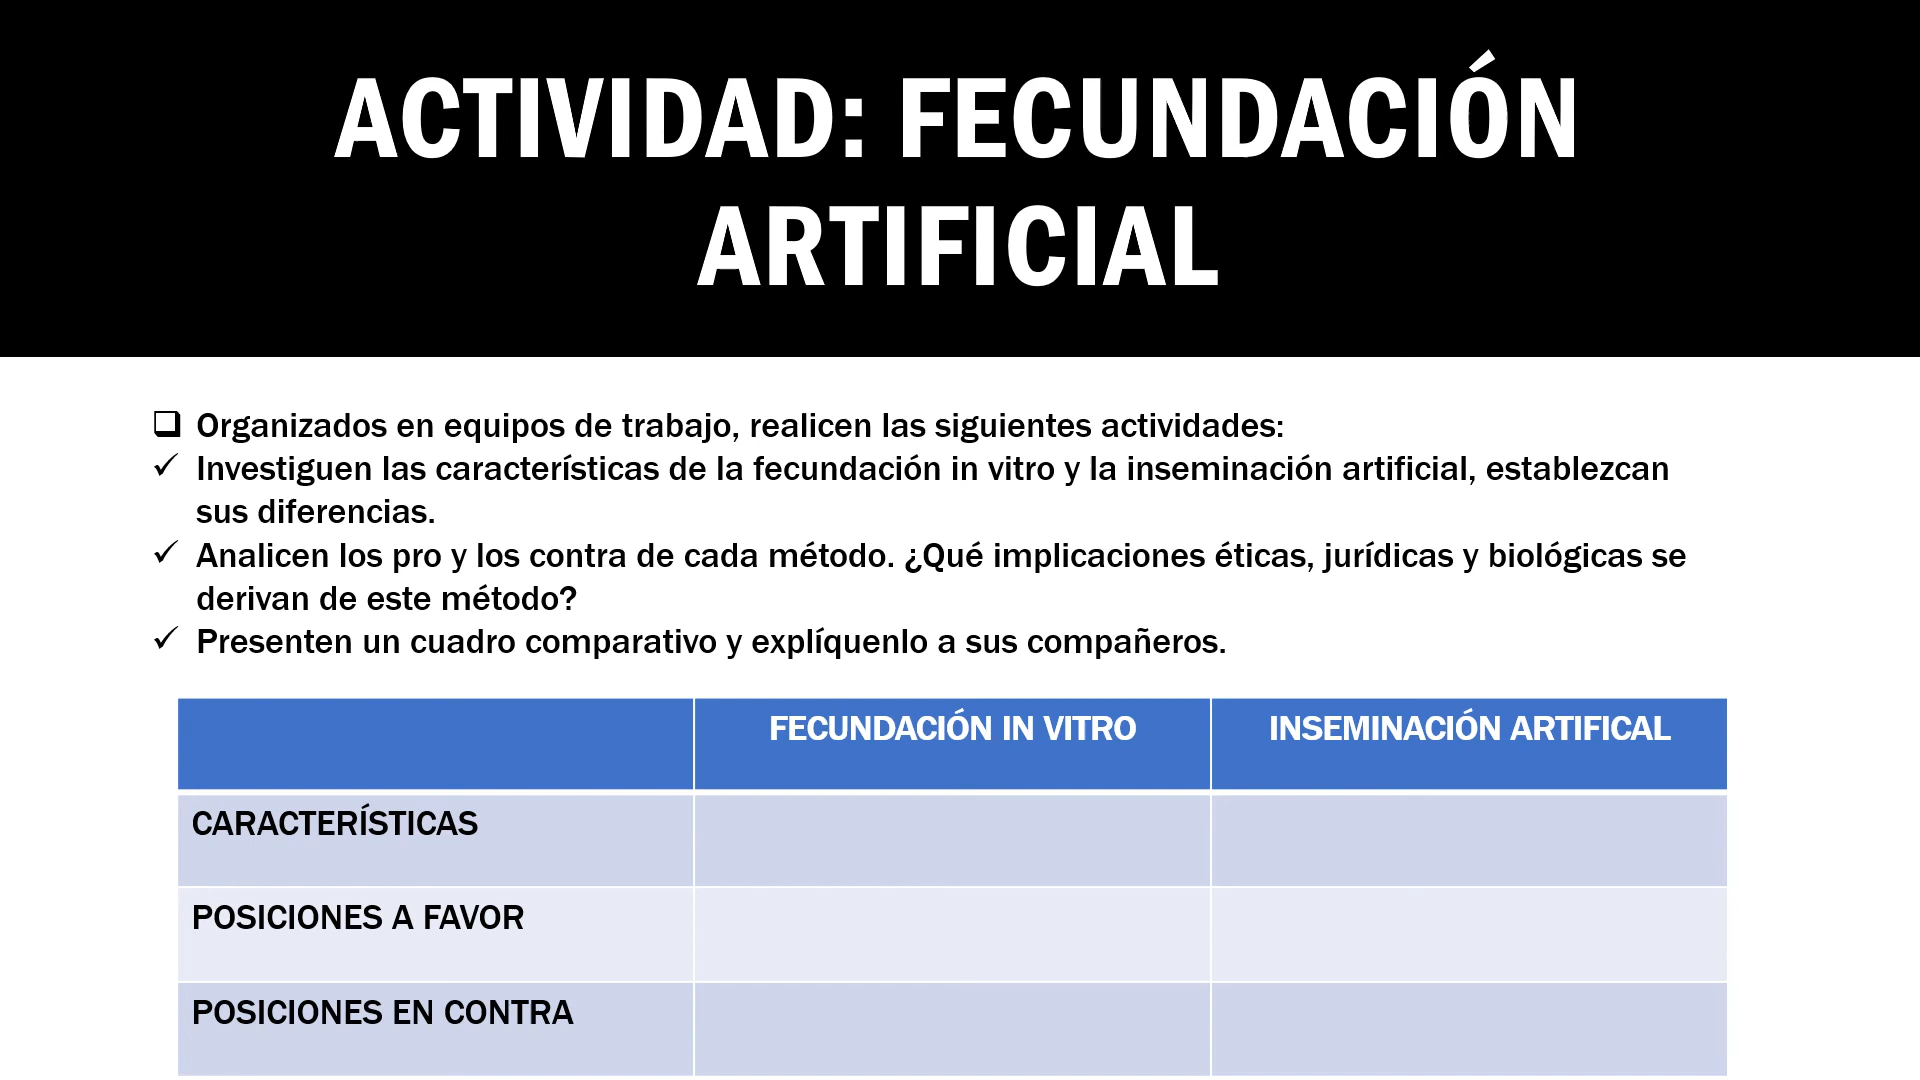 ACTIVIDAD: FECUNDACIÓN
ARTIFICIAL
Organizados en equipos de trabajo, realicen las siguientes actividades:
Investiguen las características de la fecundación in vitro y la inseminación artificial, establezcan
sus diferencias.
Analicen los pro y los contra de cada método. ¿Qué implicaciones éticas, jurídicas y biológicas se
derivan de este método?
Presenten un cuadro comparativo y explíquenlo a sus compañeros.
FECUNDACIÓN IN VITRO
INSEMINACIÓN ARTIFICAL
CARACTERÍSTICAS
POSICIONES A FAVOR
POSICIONES EN CONTRA